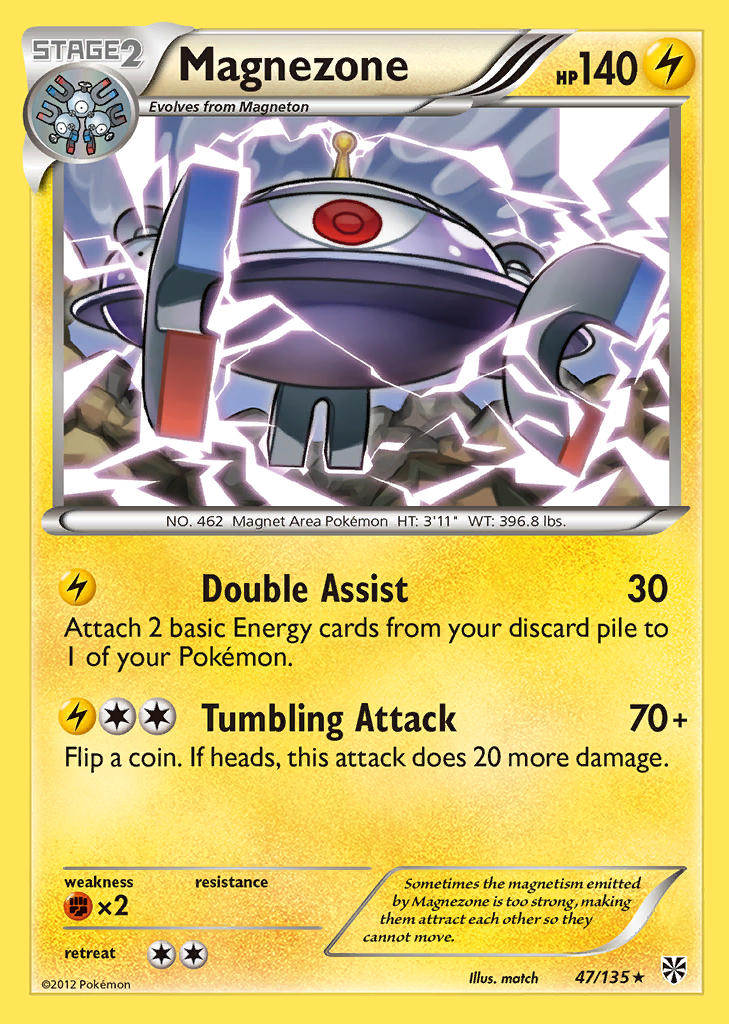 STAGE2
Magnezone
HP140
Evolves from Magneton
NO. 462 Magnet Area Pokémon HT: 3'11" WT: 396.8 lbs.
Double Assist 30
Attach 2 basic Energy cards from your discard pile to
1 of your Pokémon.
Tumbling Attack 70+
Flip a coin. If heads, this attack does 20 more damage.
weakness resistance
×2
retreat
Sometimes the magnetism emitted
by Magnezone is too strong, making
them attract each other so they
cannot move.
©2012 Pokémon
Illus. match 47/135★